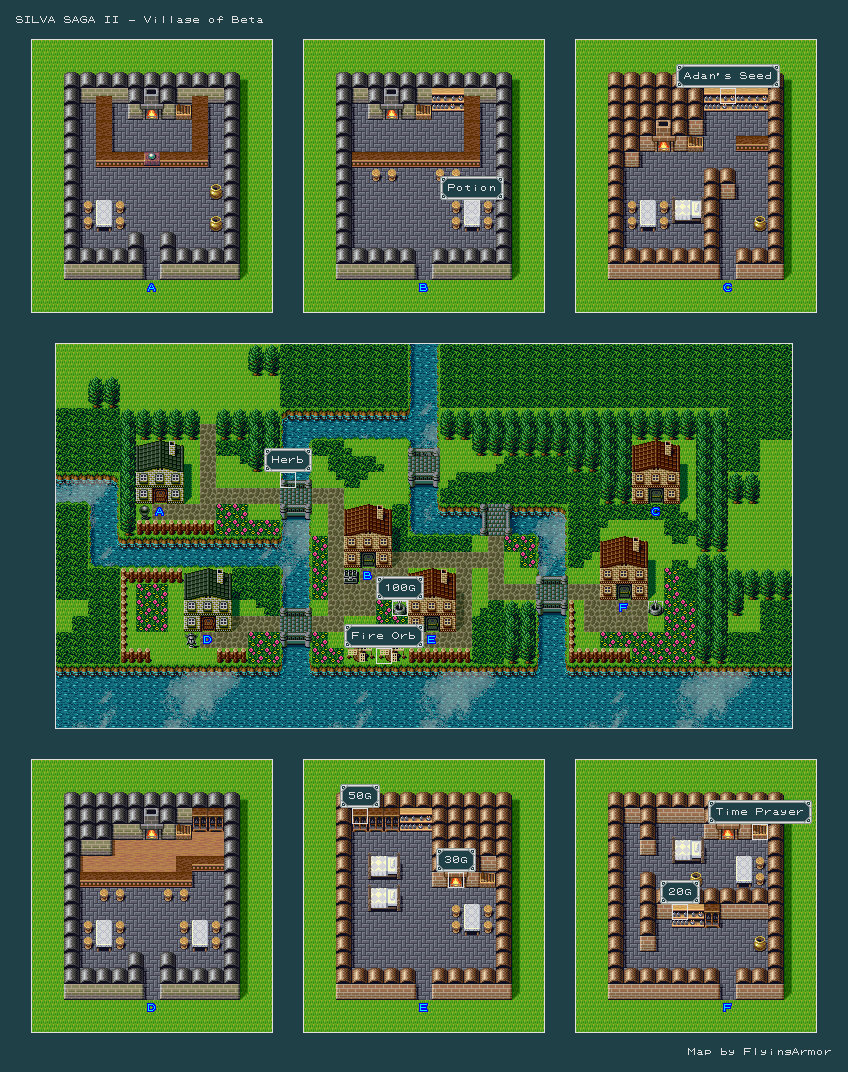 SILVA SAGA II - Village of Beta
Adan's Seed
Potion
A
B
C
Herb
A
C
B
100G
F
Fire Orb
E
D
50G
Time Prayer
30G
20G
D
E
F
Map by FlyingArmor